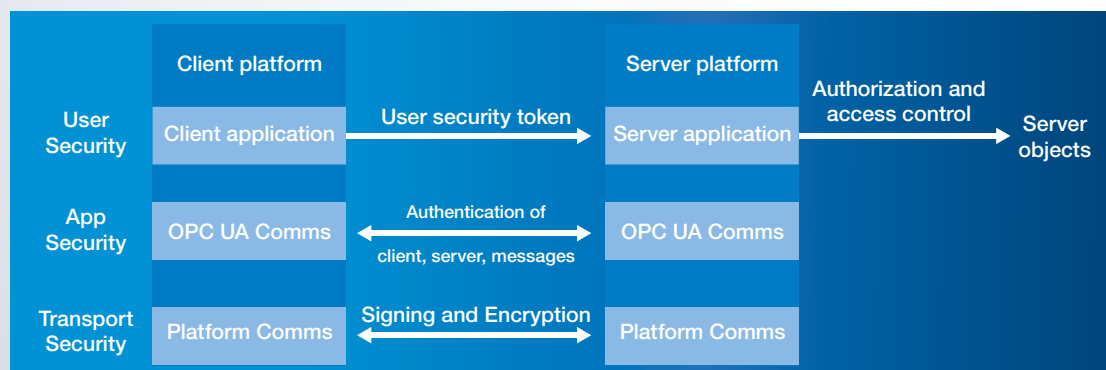 Client platform
Server platform
Authorization and
access control
User
Security
Client application
User security token
Server application
Server
objects
App
Security
OPC UA Comms
Authentication of
client, server, messages
OPC UA Comms
Transport
Security
Platform Comms
Signing and Encryption
Platform Comms